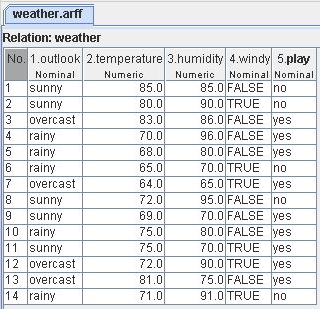 weather.arff
Relation: weather
No. 1.outlook 2.temperature 3.humidity 4.windy 5.play
Nominal Numeric Numeric Nominal Nominal
1 sunny 85.0 85.0 FALSE no
2 sunny 80.0 90.0 TRUE no
3 overcast 83.0 86.0 FALSE yes
4 rainy 70.0 96.0 FALSE yes
5 rainy 68.0 80.0 FALSE yes
6 rainy 65.0 70.0 TRUE no
7 overcast 64.0 65.0 TRUE yes
8 sunny 72.0 95.0 FALSE no
9 sunny 69.0 70.0 FALSE yes
10 rainy 75.0 80.0 FALSE yes
11 sunny 75.0 70.0 TRUE yes
12 overcast 72.0 90.0 TRUE yes
13 overcast 81.0 75.0 FALSE yes
14 rainy 71.0 91.0 TRUE no